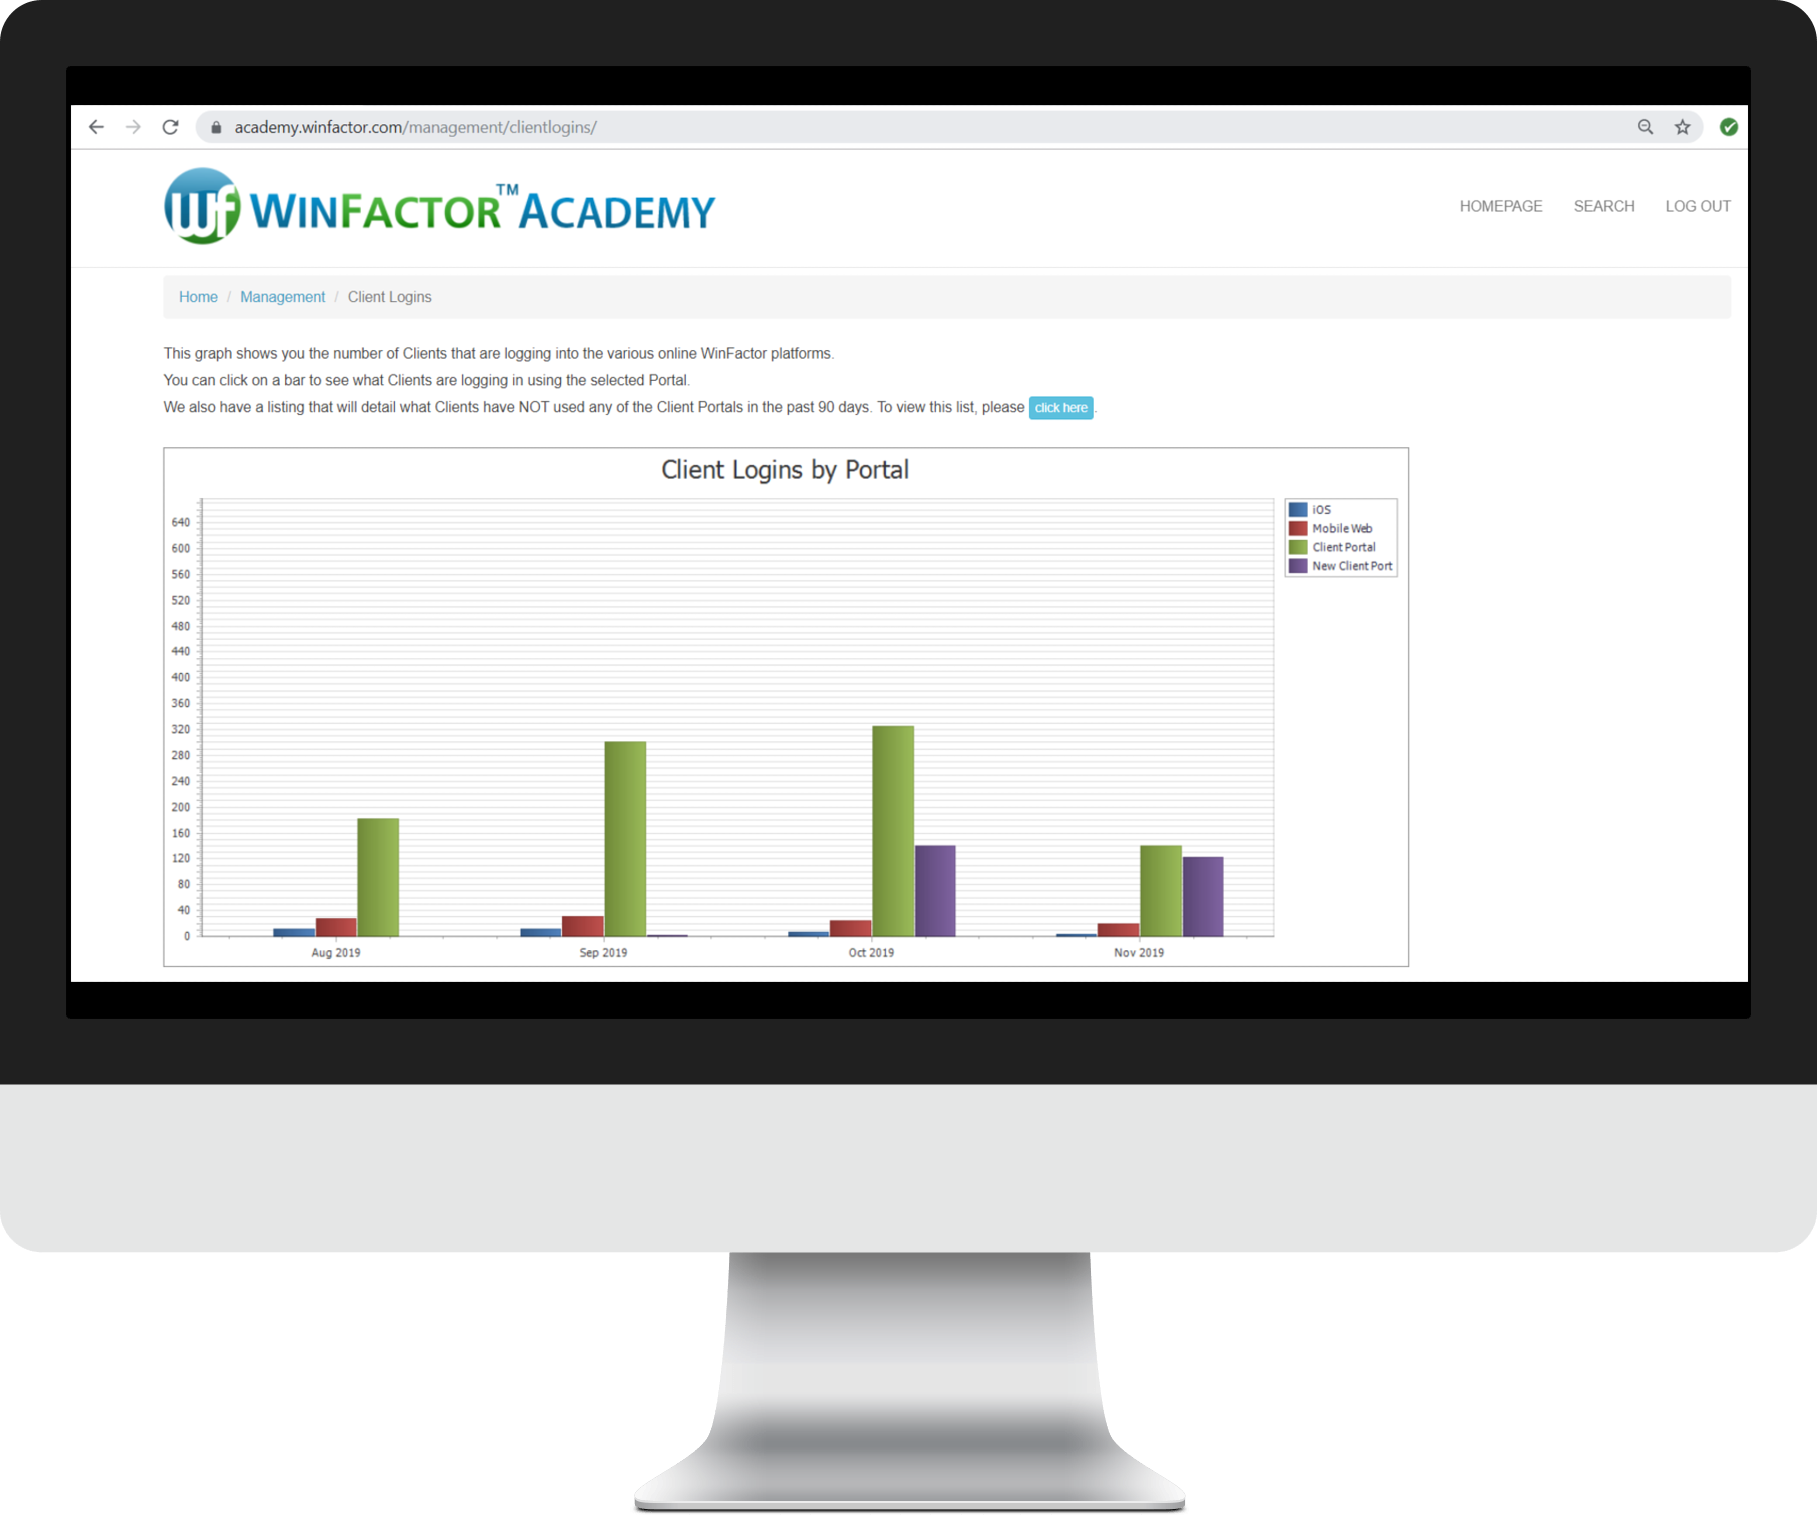 academy.winfactor.com/management/clientlogins/
Wf WINFACTOR™ ACADEMY
HOMEPAGE SEARCH LOG OUT
Home / Management / Client Logins
This graph shows you the number of Clients that are logging into the various online WinFactor platforms.
You can click on a bar to see what Clients are logging in using the selected Portal.
We also have a listing that will detail what Clients have NOT used any of the Client Portals in the past 90 days. To view this list, please click here.
Client Logins by Portal
iOS
Mobile Web
Client Portal
New Client Port
640
600
560
520
480
440
400
360
320
280
240
200
160
120
80
40
0
Aug 2019 Sep 2019 Oct 2019 Nov 2019